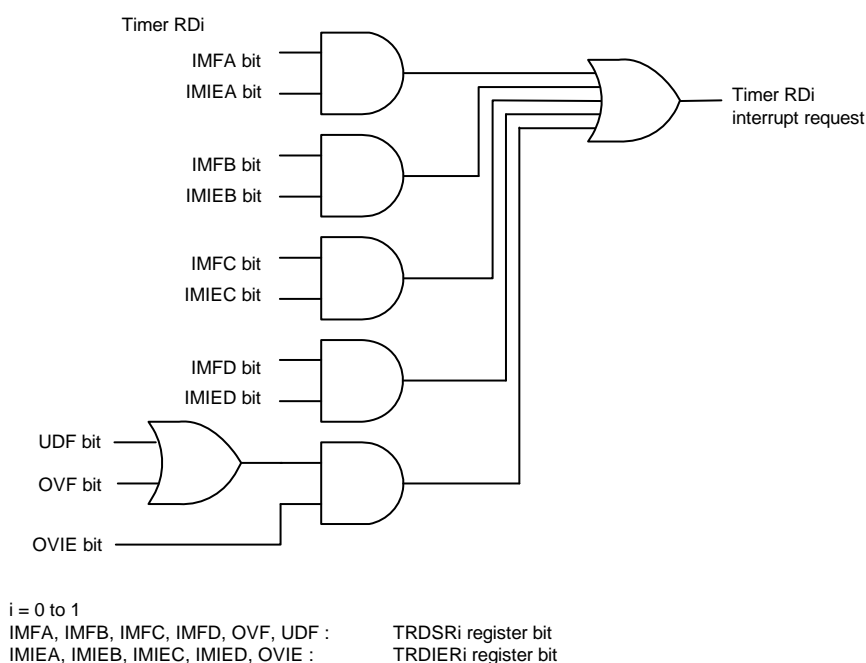 Timer RDi
IMFA bit
IMIEA bit
Timer RDi
interrupt request
IMFB bit
IMIEB bit
IMFC bit
IMIEC bit
IMFD bit
IMIED bit
UDF bit
OVF bit
OVIE bit
i = 0 to 1
IMFA, IMFB, IMFC, IMFD, OVF, UDF : TRDSRi register bit
IMIEA, IMIEB, IMIEC, IMIED, OVIE : TRDIERi register bit